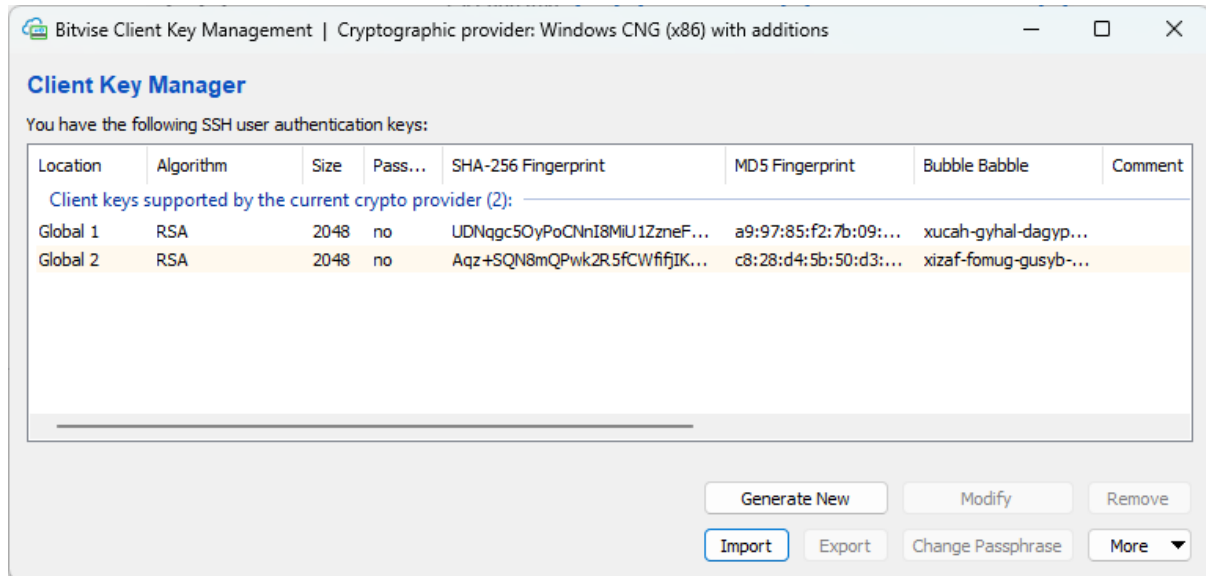 Bitvise Client Key Management | Cryptographic provider: Windows CNG (x86) with additions
Client Key Manager
You have the following SSH user authentication keys:
Location Algorithm Size Pass... SHA-256 Fingerprint MD5 Fingerprint Bubble Babble Comment
Client keys supported by the current crypto provider (2):
Global 1 RSA 2048 no UDNqgc5OyPoCNnI8MiU1ZzneF... a9:97:85:f2:7b:09:... xucah-gyhal-dagyp...
Global 2 RSA 2048 no Aqz+SQN8mQPwk2R5fCWfifjIK... c8:28:d4:5b:50:d3:... xizaf-fomug-gusyb-...
Generate New Modify Remove
Import Export Change Passphrase More